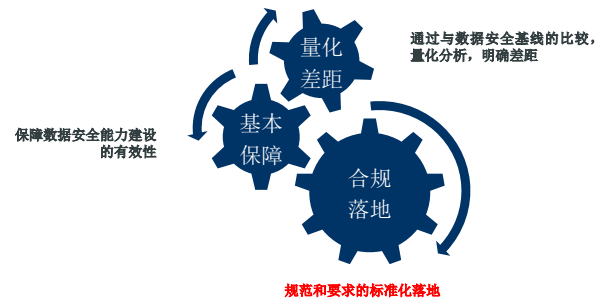 量化
差距
通过与数据安全基线的比较，
量化分析，明确差距
基本
保障
保障数据安全能力建设
的有效性
合规
落地
规范和要求的标准化落地